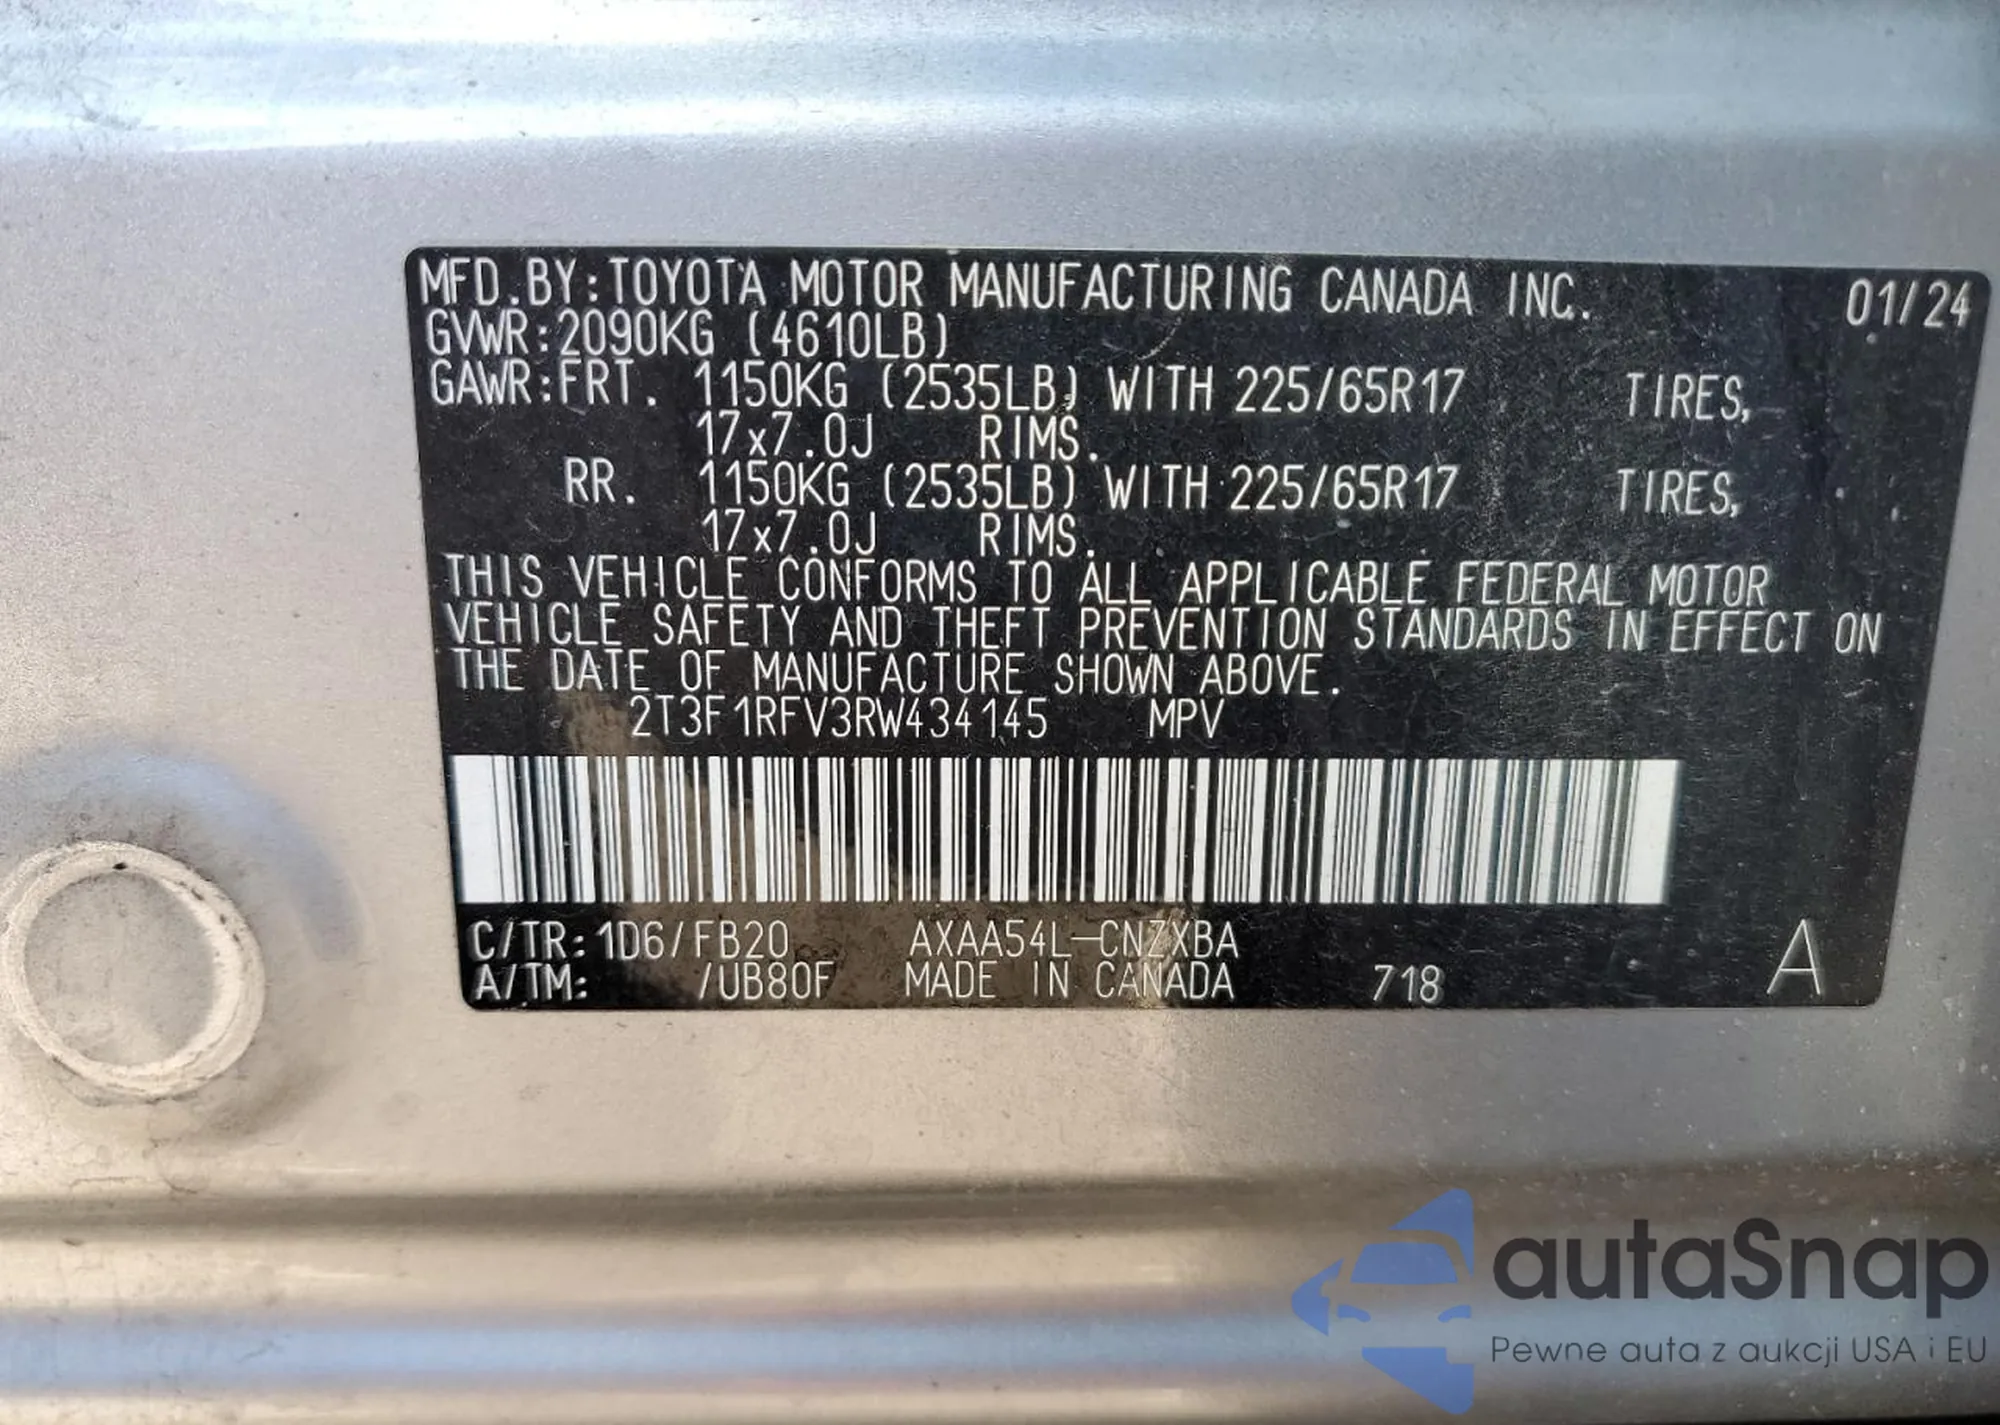 MFD.BY:TOYOTA MOTOR MANUFACTURING CANADA INC. 01/24
GVWR:2090KG (4610LB)
GAWR:FRT. 1150KG (2535LB) WITH 225/65R17 TIRES,
17x7.0J RIMS.
RR. 1150KG (2535LB) WITH 225/65R17 TIRES,
17x7.0J RIMS.
THIS VEHICLE CONFORMS TO ALL APPLICABLE FEDERAL MOTOR
VEHICLE SAFETY AND THEFT PREVENTION STANDARDS IN EFFECT ON
THE DATE OF MANUFACTURE SHOWN ABOVE.
2T3F1RFV3RW434145 MPV
C/TR:1D6/FB20 AXAA54L-CNZXBA A
A/TM: /UB80F MADE IN CANADA 718
autaSnap
Pewne auta z aukcji USA i EU